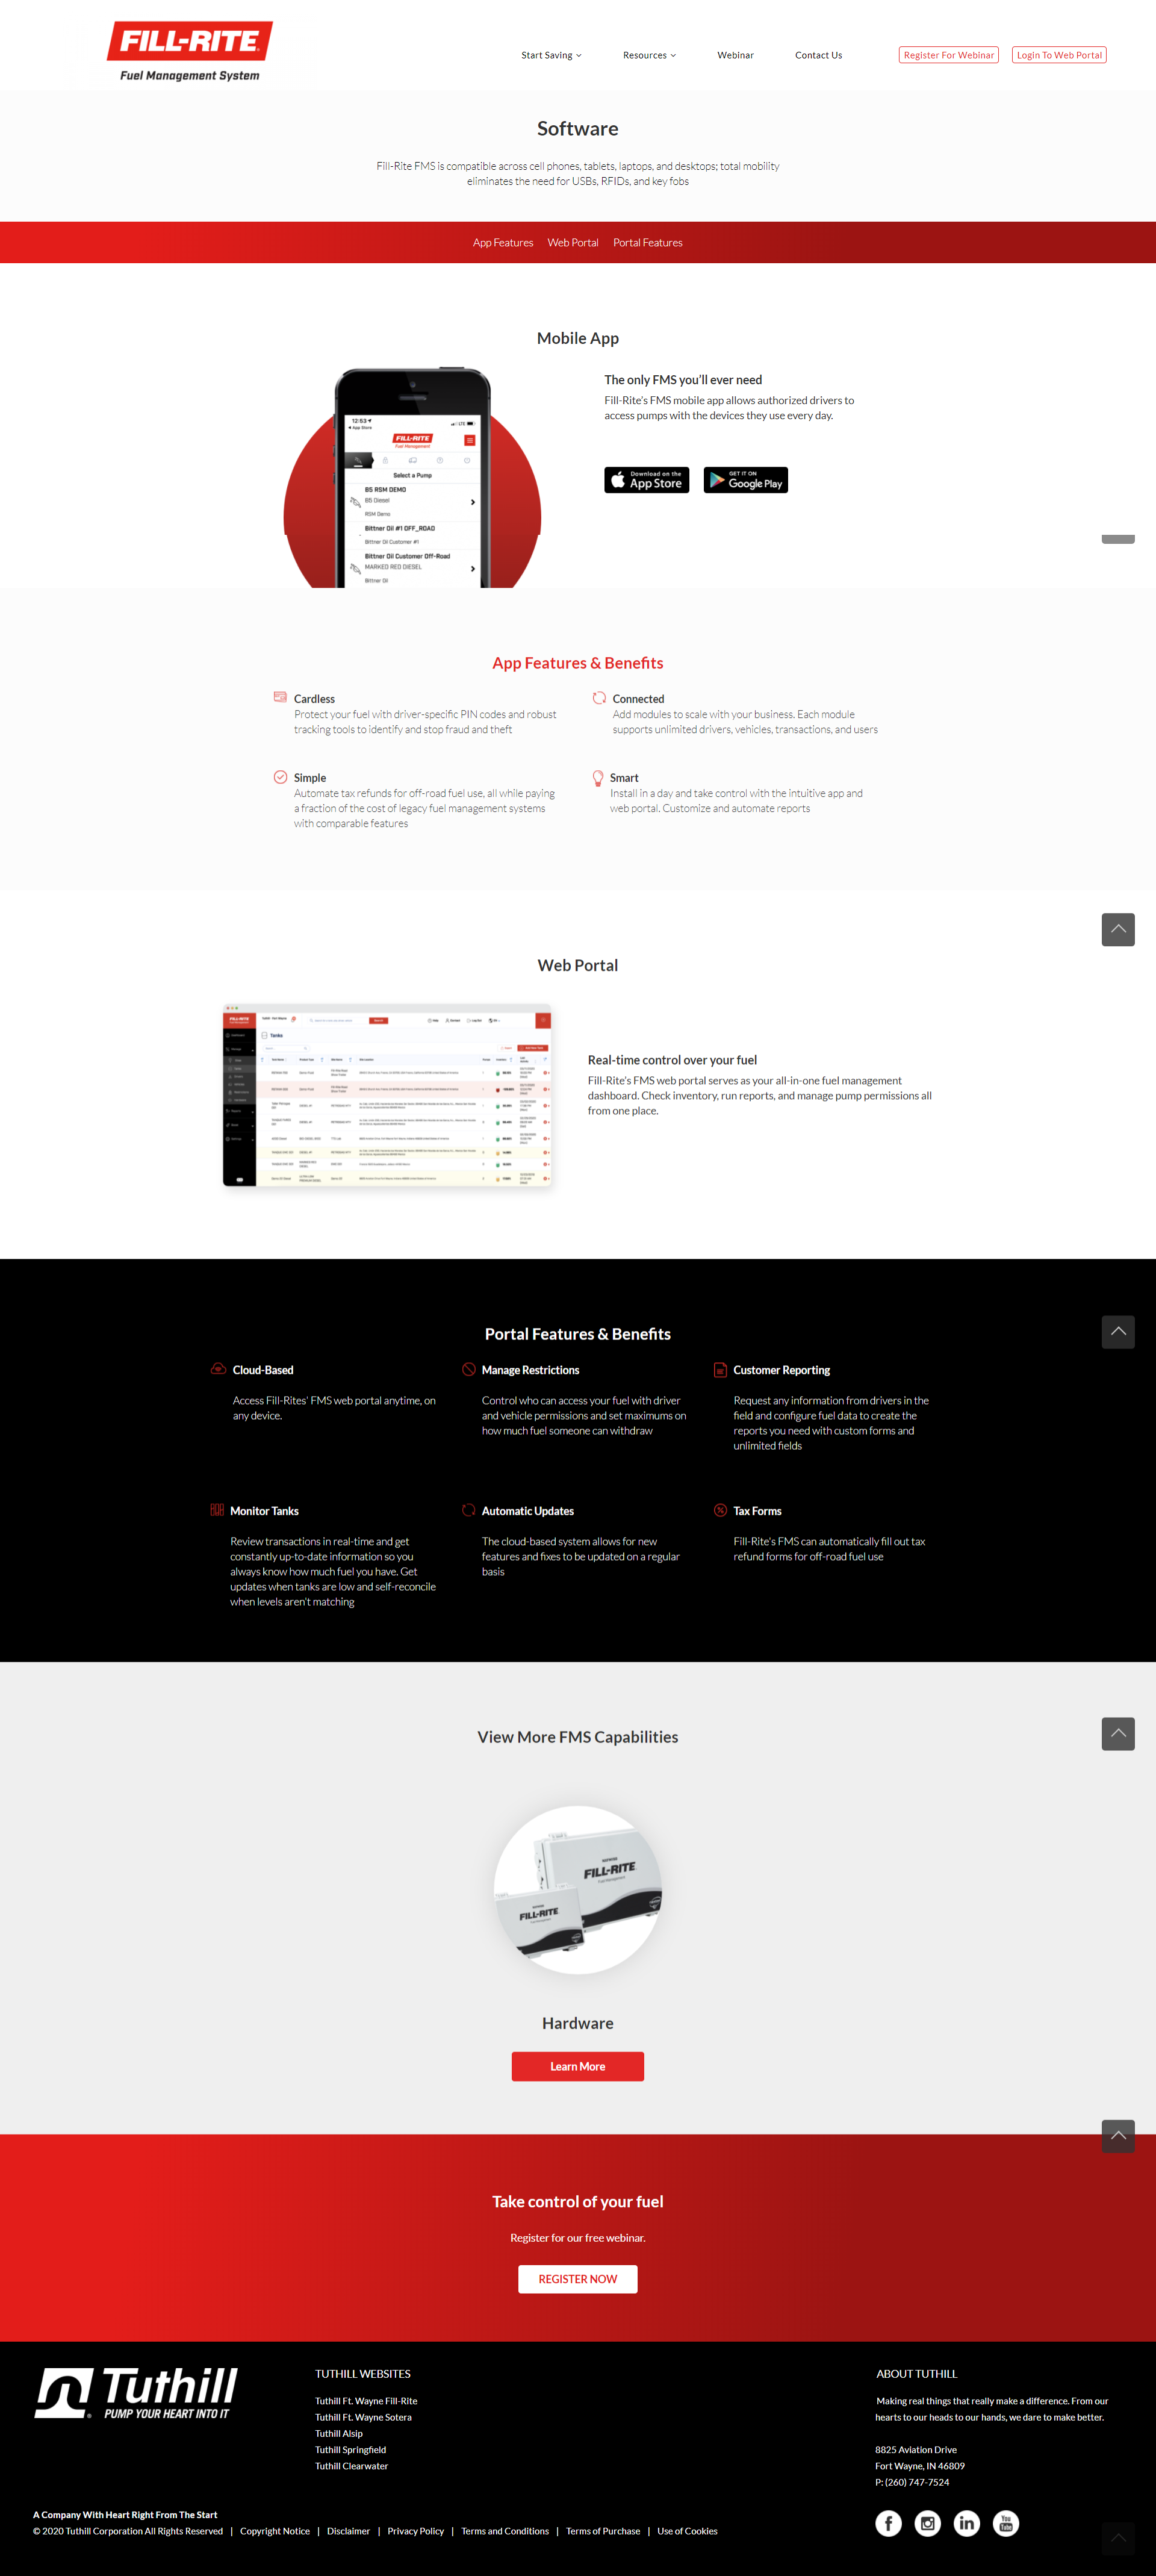 FILL-RITE
Fuel Management System
Start Saving
Resources
Webinar
Contact Us
Register For Webinar
Login To Web Portal
Software
Fill-Rite FMS is compatible across cell phones, tablets, laptops, and desktops; total mobility
eliminates the need for USBs, RFIDs, and key fobs
App Features
Web Portal
Portal Features
Mobile App
12:53
App Store
LTE
FILL-RITE
Fuel Management
Select a Pump
B5 RSM DEMO
B5 Diesel
RSM Demo
Bittner Oil #1 OFF_ROAD
Bittner Oil Customer #1
Bittner Oil Customer Off-Road
MARKED RED DIESEL
Bittner Oil
The only FMS you'll ever need
Fill-Rite's FMS mobile app allows authorized drivers to
access pumps with the devices they use every day.
Download on the
App Store
GET IT ON
Google Play
App Features & Benefits
Cardless
Protect your fuel with driver-specific PIN codes and robust
tracking tools to identify and stop fraud and theft
Connected
Add modules to scale with your business. Each module
supports unlimited drivers, vehicles, transactions, and users
Simple
Automate tax refunds for off-road fuel use, all while paying
a fraction of the cost of legacy fuel management systems
with comparable features
Smart
Install in a day and take control with the intuitive app and
web portal. Customize and automate reports
Web Portal
FILL-RITE
Tanks
Real-time control over your fuel
Fill-Rite's FMS web portal serves as your all-in-one fuel management
dashboard. Check inventory, run reports, and manage pump permissions all
from one place.
Portal Features & Benefits
Cloud-Based
Access Fill-Rites' FMS web portal anytime, on
any device.
Manage Restrictions
Control who can access your fuel with driver
and vehicle permissions and set maximums on
how much fuel someone can withdraw
Customer Reporting
Request any information from drivers in the
field and configure fuel data to create the
reports you need with custom forms and
unlimited fields
Monitor Tanks
Review transactions in real-time and get
constantly up-to-date information so you
always know how much fuel you have. Get
updates when tanks are low and self-reconcile
when levels aren't matching
Automatic Updates
The cloud-based system allows for new
features and fixes to be updated on a regular
basis
Tax Forms
Fill-Rite's FMS can automatically fill out tax
refund forms for off-road fuel use
View More FMS Capabilities
FILL-RITE
Fuel Management
FILL-RITE
Fuel Management
Hardware
Learn More
Take control of your fuel
Register for our free webinar.
REGISTER NOW
Tuthill
PUMP YOUR HEART INTO IT
TUTHILL WEBSITES
Tuthill Ft. Wayne Fill-Rite
Tuthill Ft. Wayne Sotera
Tuthill Alsip
Tuthill Springfield
Tuthill Clearwater
ABOUT TUTHILL
Making real things that really make a difference. From our
hearts to our heads to our hands, we dare to make better.
8825 Aviation Drive
Fort Wayne, IN 46809
P: (260) 747-7524
A Company With Heart Right From The Start
© 2020 Tuthill Corporation All Rights Reserved | Copyright Notice | Disclaimer | Privacy Policy | Terms and Conditions | Terms of Purchase | Use of Cookies
f
in
You
Tube